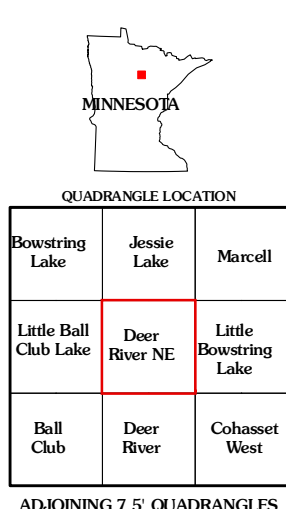 MINNESOTA
QUADRANGLE LOCATION
Bowstring
Lake
Jessie
Lake
Marcell
Little Ball
Club Lake
Deer
River NE
Little
Bowstring
Lake
Ball
Club
Deer
River
Cohasset
West
ADJOINING 7.5' QUADRANGLES